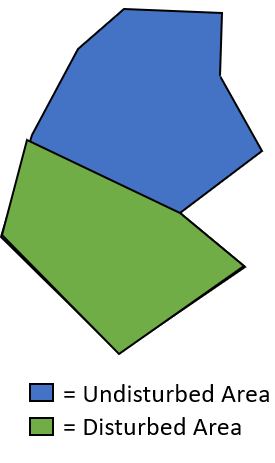 = Undisturbed Area
= Disturbed Area